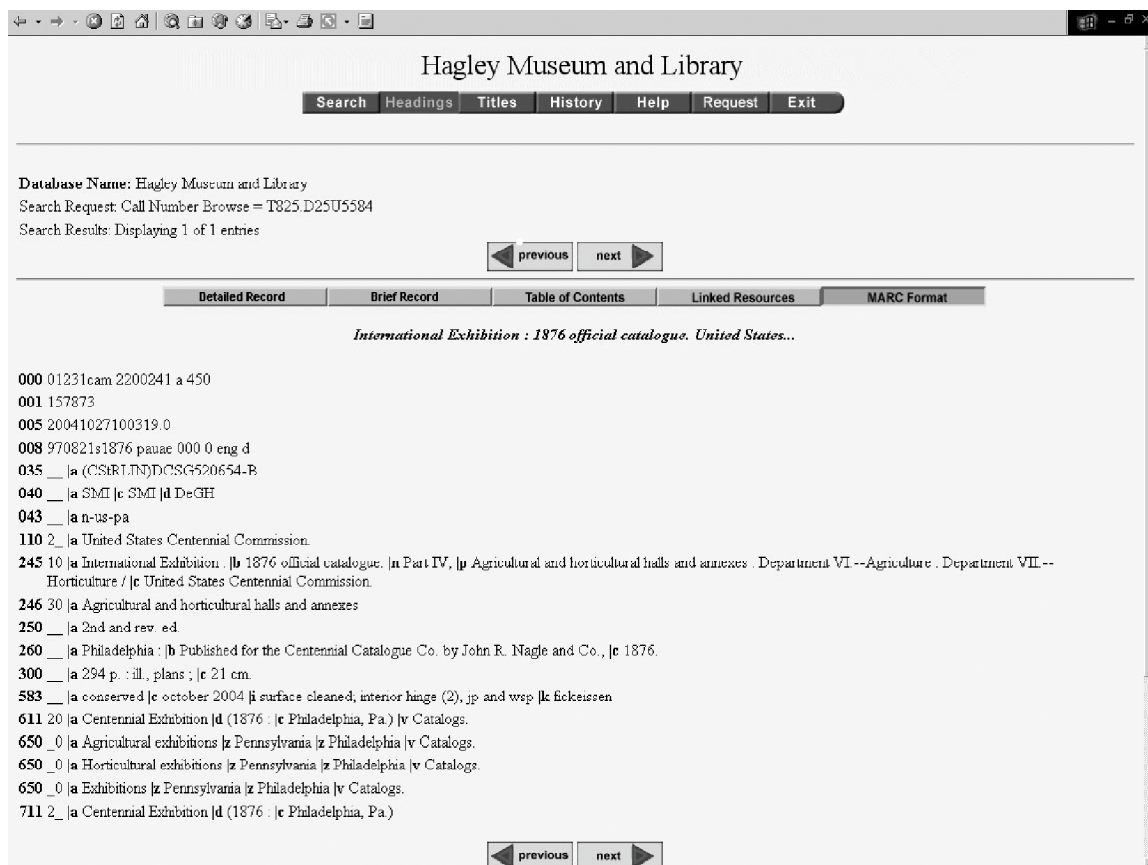 Hagley Museum and Library
Search Headings Titles History Help Request Exit
Database Name: Hagley Museum and Library
Search Request: Call Number Browse = T825.D25U5584
Search Results: Displaying 1 of 1 entries
previous next
Detailed Record Brief Record Table of Contents Linked Resources MARC Format
International Exhibition : 1876 official catalogue. United States...
000 01231cam 2200241 a 450
001 157873
005 20041027100319.0
008 970821s1876 pauae 000 0 eng d
035 __ |a (CStRLIN)DCSG520654-B
040 __ |a SMI |c SMI |d DeGH
043 __ |a n-us-pa
110 2_ |a United States Centennial Commission.
245 10 |a International Exhibition . |b 1876 official catalogue. |n Part IV, |p Agricultural and horticultural halls and annexes . Department VI.--Agriculture . Department VII.--
Horticulture / |c United States Centennial Commission.
246 30 |a Agricultural and horticultural halls and annexes
250 __ |a 2nd and rev. ed.
260 __ |a Philadelphia : |b Published for the Centennial Catalogue Co. by John R. Nagle and Co., |c 1876.
300 __ |a 294 p. : ill., plans ; |c 21 cm.
583 __ |a conserved |c october 2004 |i surface cleaned; interior hinge (2), jp and wsp |k fickeissen
611 20 |a Centennial Exhibition |d (1876 : |c Philadelphia, Pa.) |v Catalogs.
650 _0 |a Agricultural exhibitions |z Pennsylvania |z Philadelphia |v Catalogs.
650 _0 |a Horticultural exhibitions |z Pennsylvania |z Philadelphia |v Catalogs.
650 _0 |a Exhibitions |z Pennsylvania |z Philadelphia |v Catalogs.
711 2_ |a Centennial Exhibition |d (1876 : |c Philadelphia, Pa.)
previous next